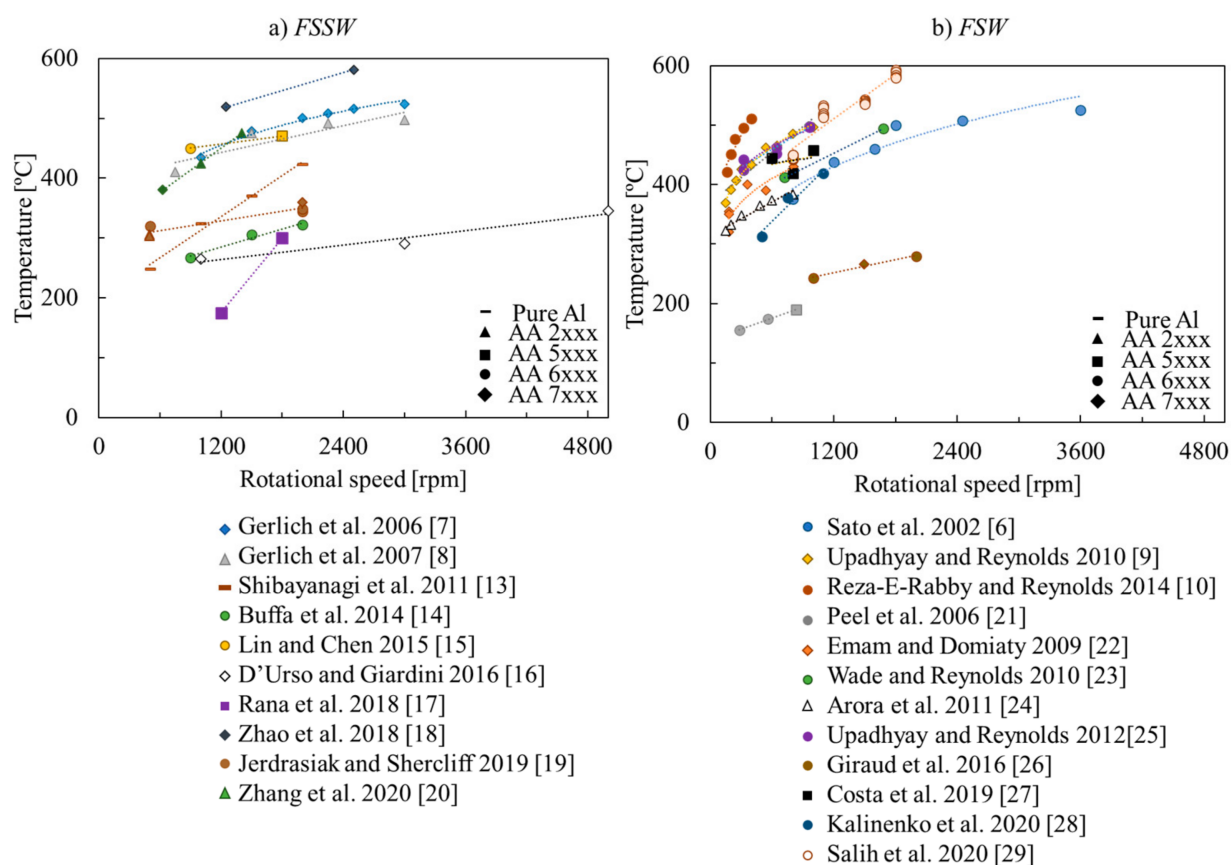 a) FSSW
600
400
200
0
Temperature [ºC]
Pure Al
AA 2xxx
AA 5xxx
AA 6xxx
AA 7xxx
0 1200 2400 3600 4800
Rotational speed [rpm]
Gerlich et al. 2006 [7]
Gerlich et al. 2007 [8]
Shibayanagi et al. 2011 [13]
Buffa et al. 2014 [14]
Lin and Chen 2015 [15]
D’Urso and Giardini 2016 [16]
Rana et al. 2018 [17]
Zhao et al. 2018 [18]
Jerdrasiak and Shercliff 2019 [19]
Zhang et al. 2020 [20]
b) FSW
600
400
200
0
Temperature [ºC]
Pure Al
AA 2xxx
AA 5xxx
AA 6xxx
AA 7xxx
0 1200 2400 3600 4800
Rotational speed [rpm]
Sato et al. 2002 [6]
Upadhyay and Reynolds 2010 [9]
Reza-E-Rabby and Reynolds 2014 [10]
Peel et al. 2006 [21]
Emam and Domiaty 2009 [22]
Wade and Reynolds 2010 [23]
Arora et al. 2011 [24]
Upadhyay and Reynolds 2012[25]
Giraud et al. 2016 [26]
Costa et al. 2019 [27]
Kalinenko et al. 2020 [28]
Salih et al. 2020 [29]